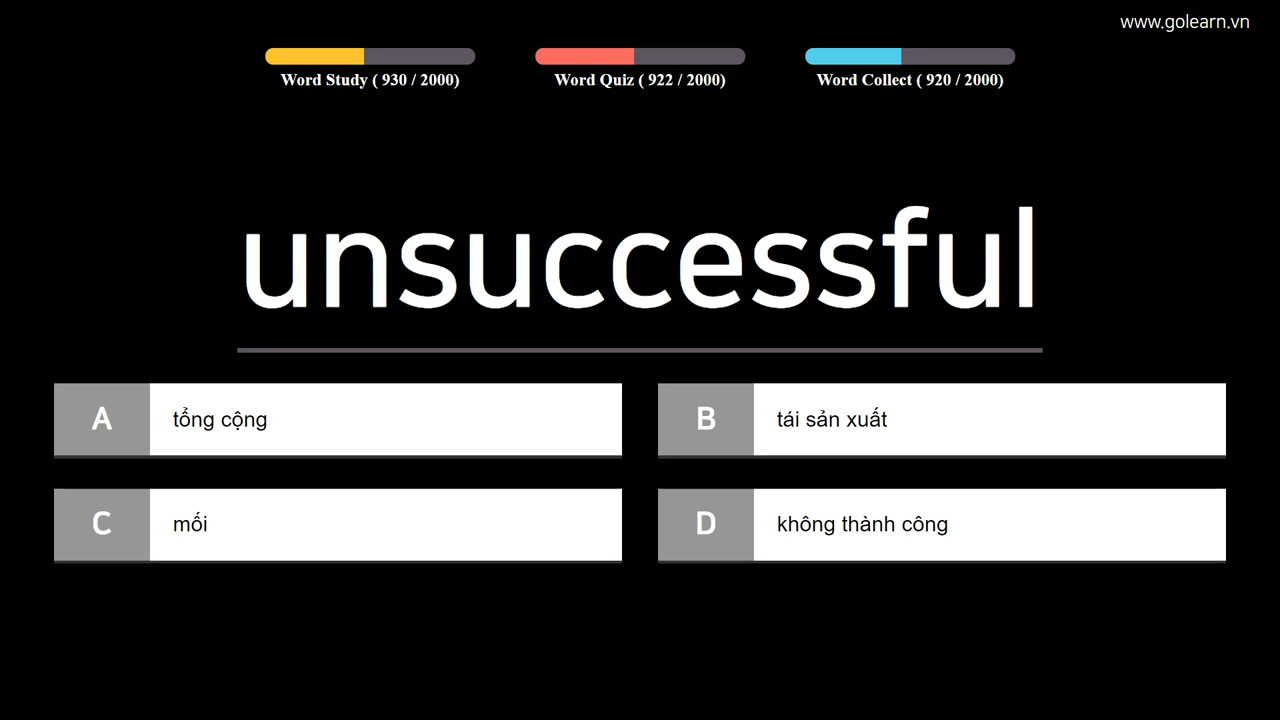 www.golearn.vn
Word Study ( 930 / 2000)
Word Quiz ( 922 / 2000)
Word Collect ( 920 / 2000)
unsuccessful
A tổng cộng
B tái sản xuất
C mối
D không thành công